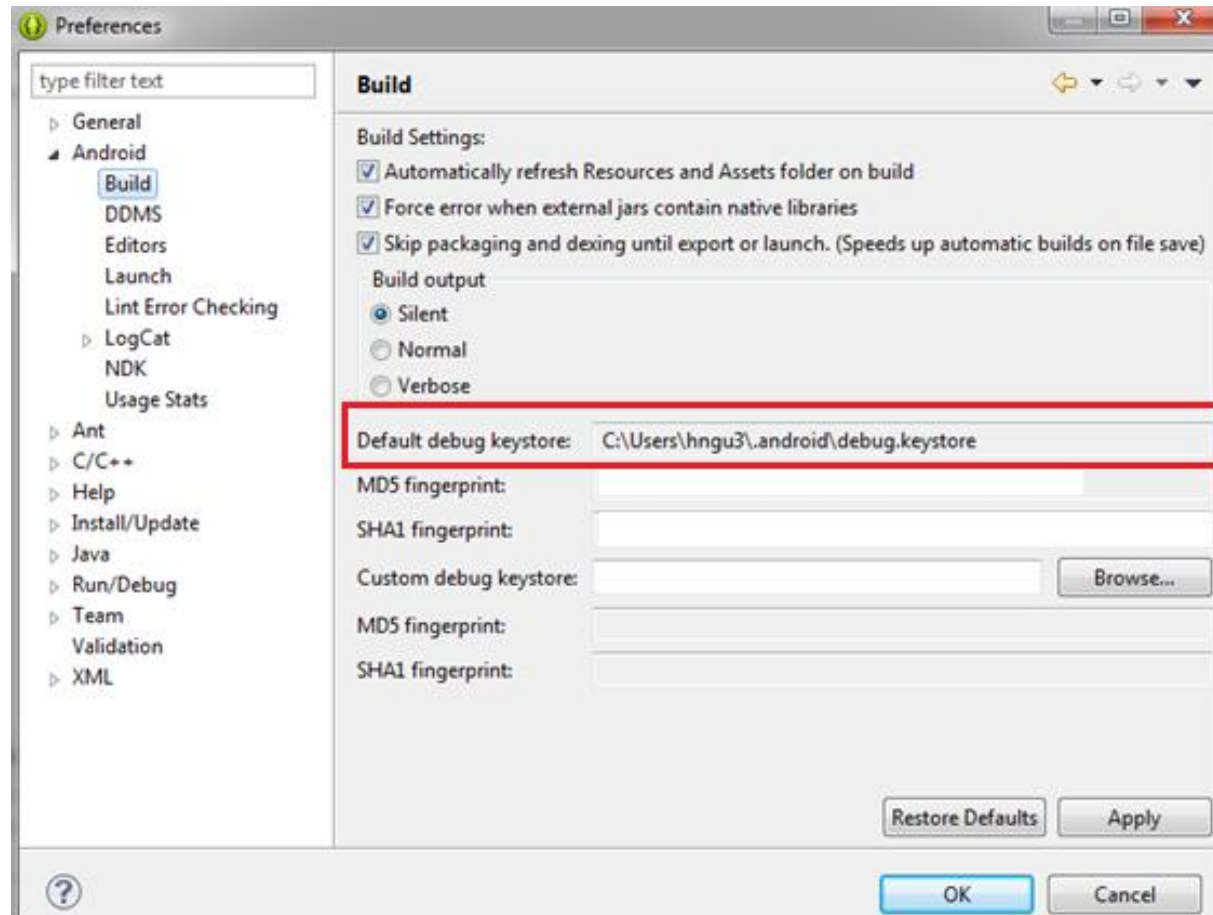 Preferences
type filter text
General
Android
Build
DDMS
Editors
Launch
Lint Error Checking
LogCat
NDK
Usage Stats
Ant
C/C++
Help
Install/Update
Java
Run/Debug
Team
Validation
XML
Build
Build Settings:
Automatically refresh Resources and Assets folder on build
Force error when external jars contain native libraries
Skip packaging and dexing until export or launch. (Speeds up automatic builds on file save)
Build output
Silent
Normal
Verbose
Default debug keystore: C:\Users\hngu3\.android\debug.keystore
MD5 fingerprint:
SHA1 fingerprint:
Custom debug keystore: Browse...
MD5 fingerprint:
SHA1 fingerprint:
Restore Defaults Apply
? OK Cancel